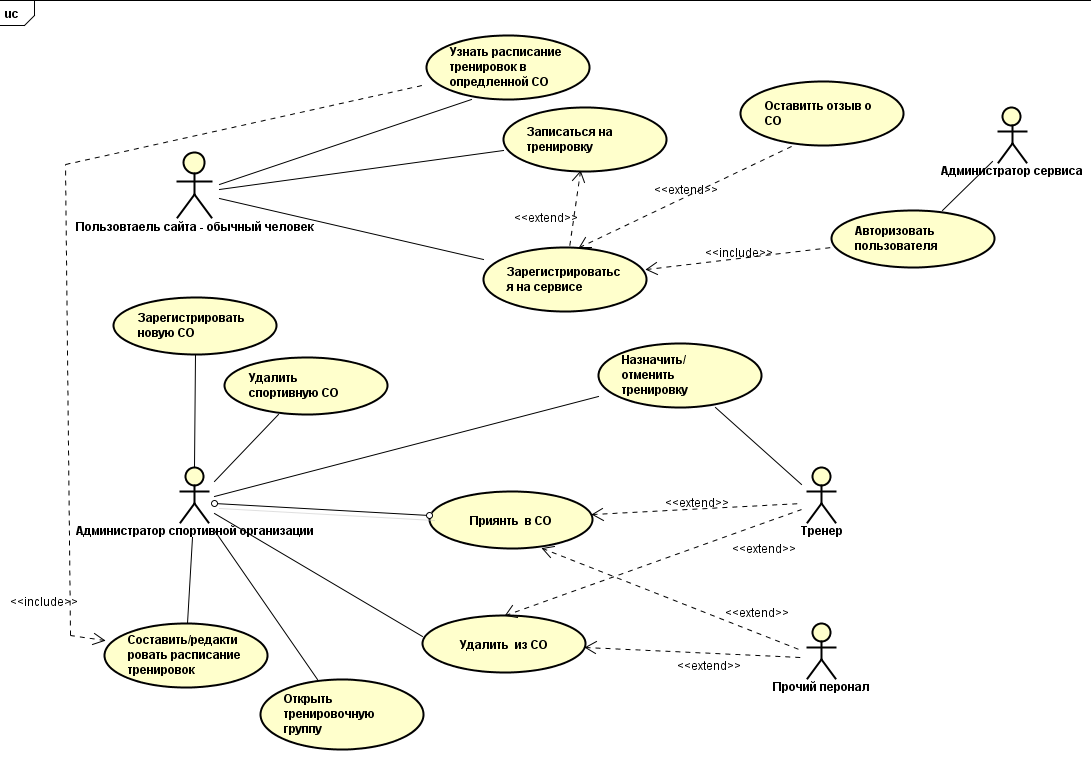 uc
Узнать расписание
тренировок в
опредленной СО
Записаться на
тренировку
Оставить отзыв о
СО
Администратор сервиса
<<extend>>
<<extend>>
Пользовтаель сайта - обычный человек
Авторизовать
пользователя
<<include>>
Зарегистрироватьс
я на сервисе
Зарегистрировать
новую СО
Удалить
спортивную СО
Назначить/
отменить
тренировку
Администратор спортивной организации
Приянть в СО
<<extend>>
Тренер
<<extend>>
<<include>>
<<extend>>
Составить/редакти
ровать расписание
тренировок
Удалить из СО
<<extend>>
Прочий перонал
Открыть
тренировочную
группу